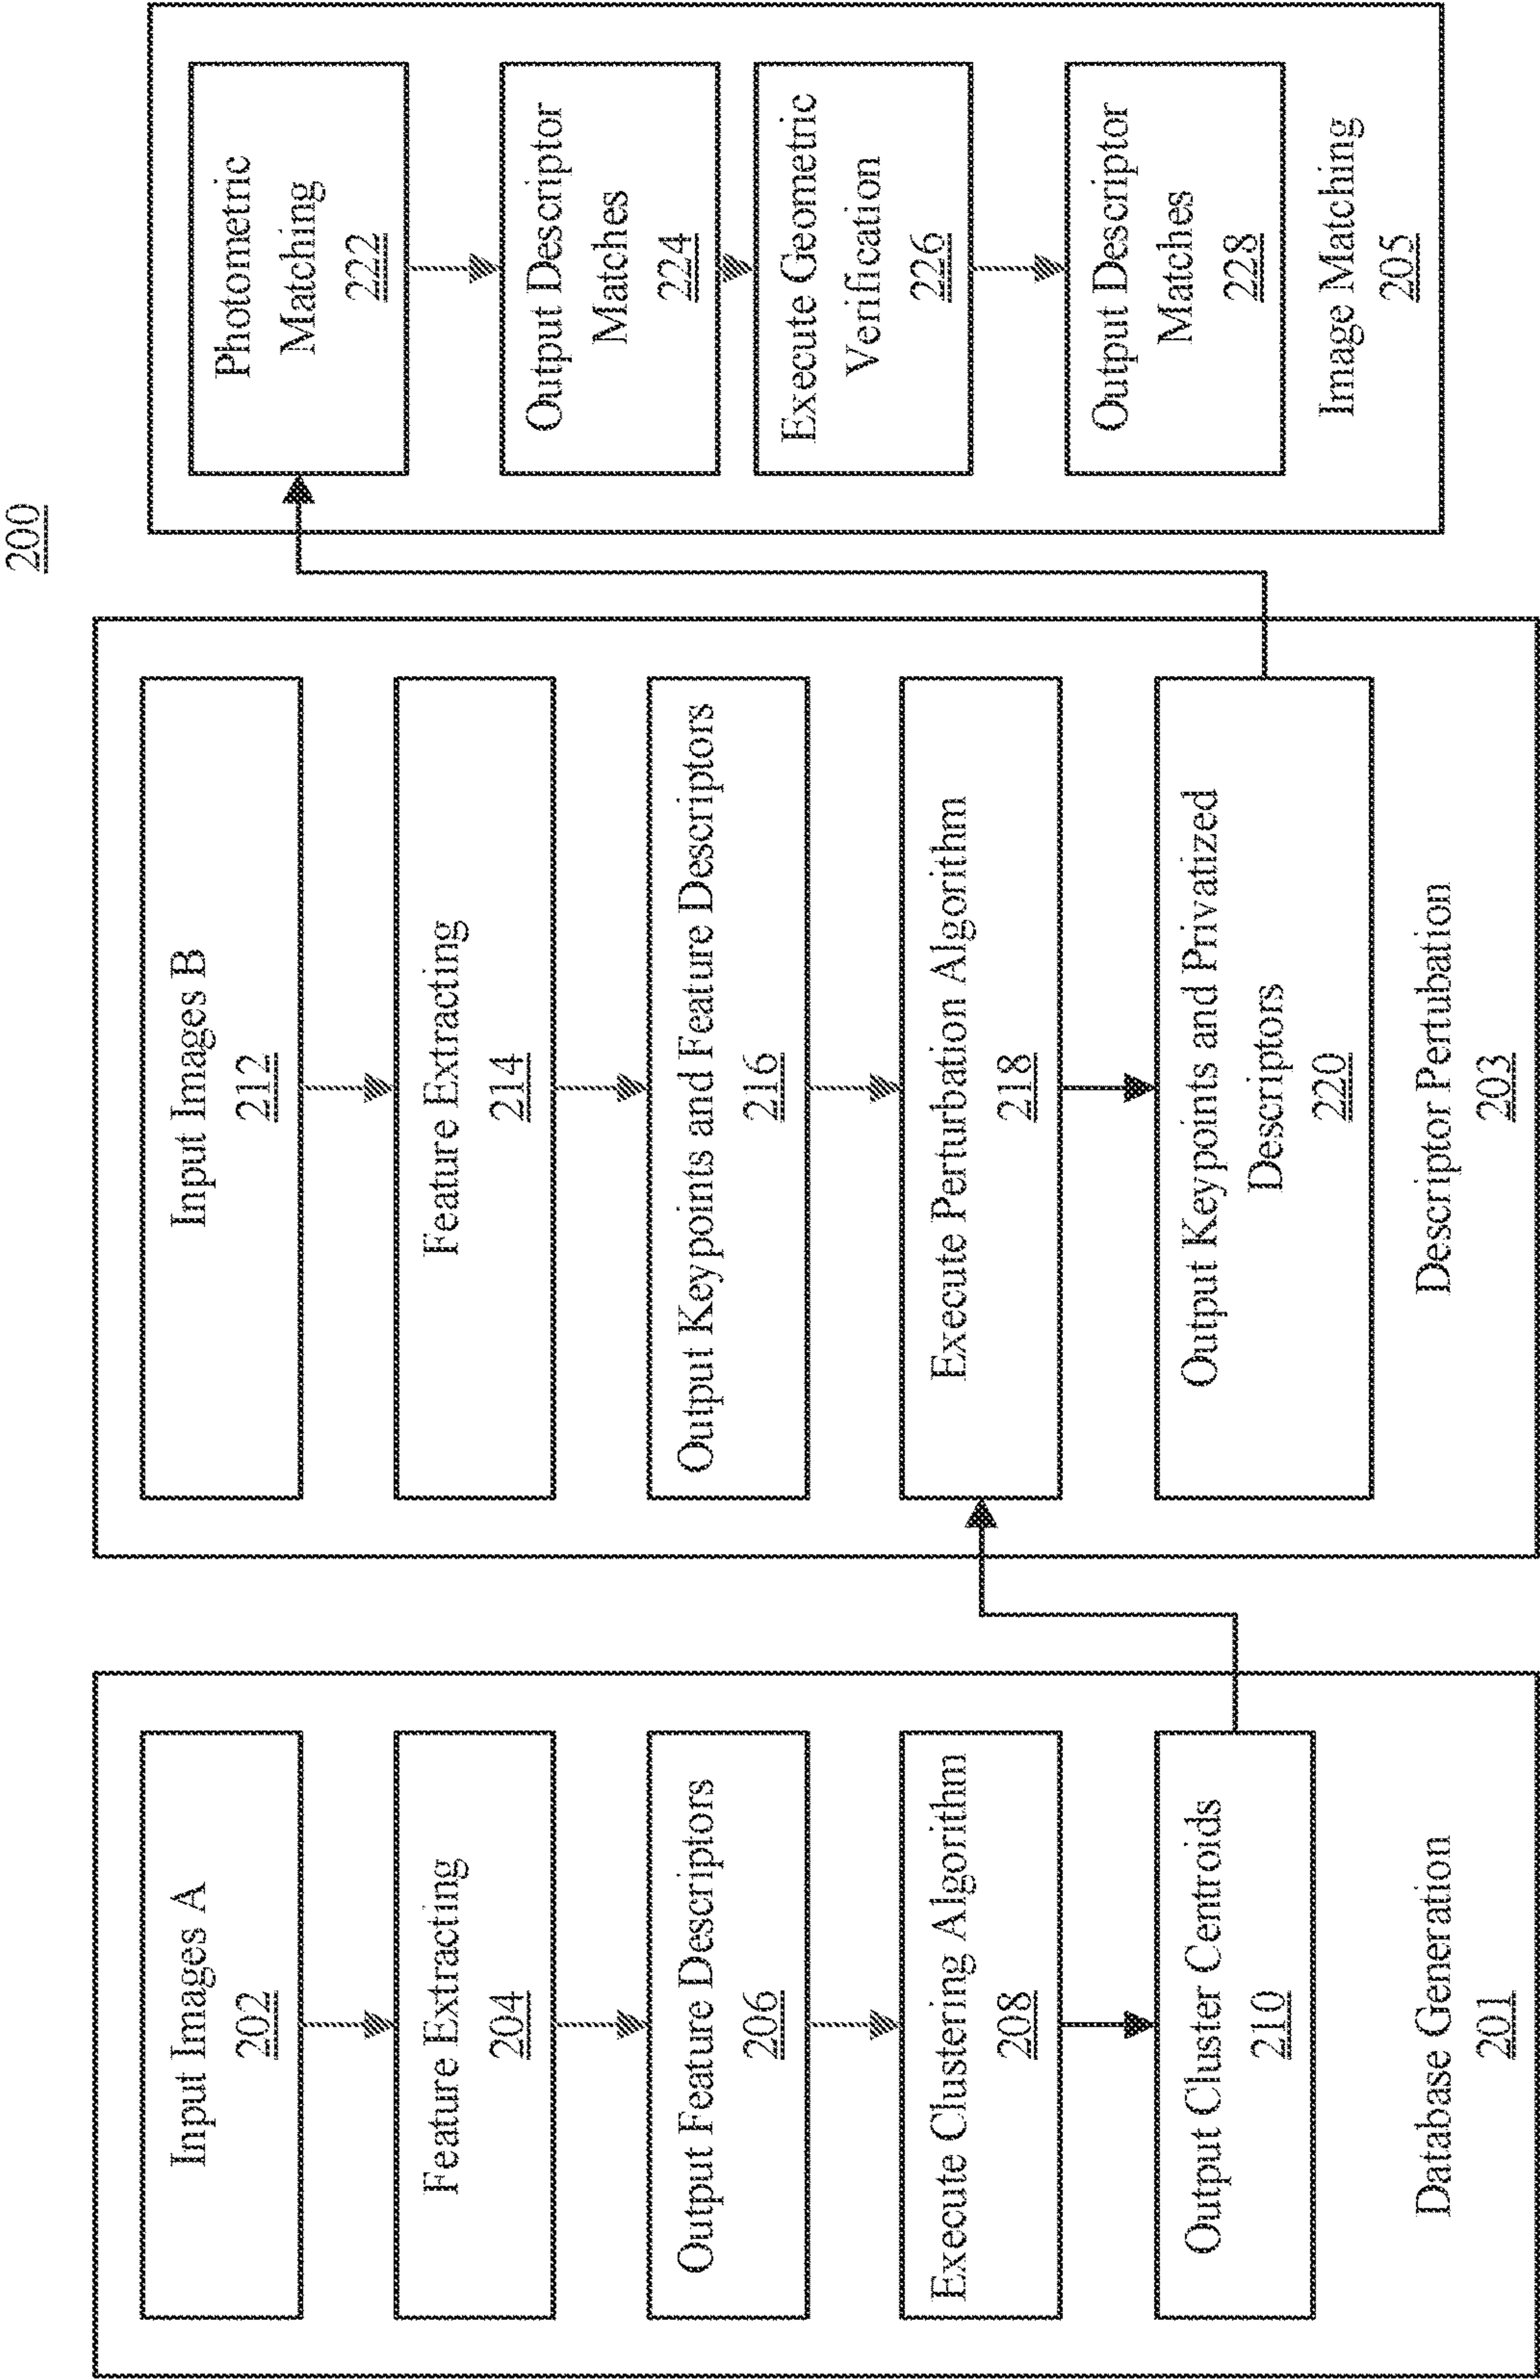 200
Input Images A
202
Feature Extracting
204
Output Feature Descriptors
206
Execute Clustering Algorithm
208
Output Cluster Centroids
210
Database Generation
201
Input Images B
212
Feature Extracting
214
Output Keypoints and Feature Descriptors
216
Execute Perturbation Algorithm
218
Output Keypoints and Privatized
Descriptors
220
Descriptor Pertubation
203
Photometric
Matching
222
Output Descriptor
Matches
224
Execute Geometric
Verification
226
Output Descriptor
Matches
228
Image Matching
205